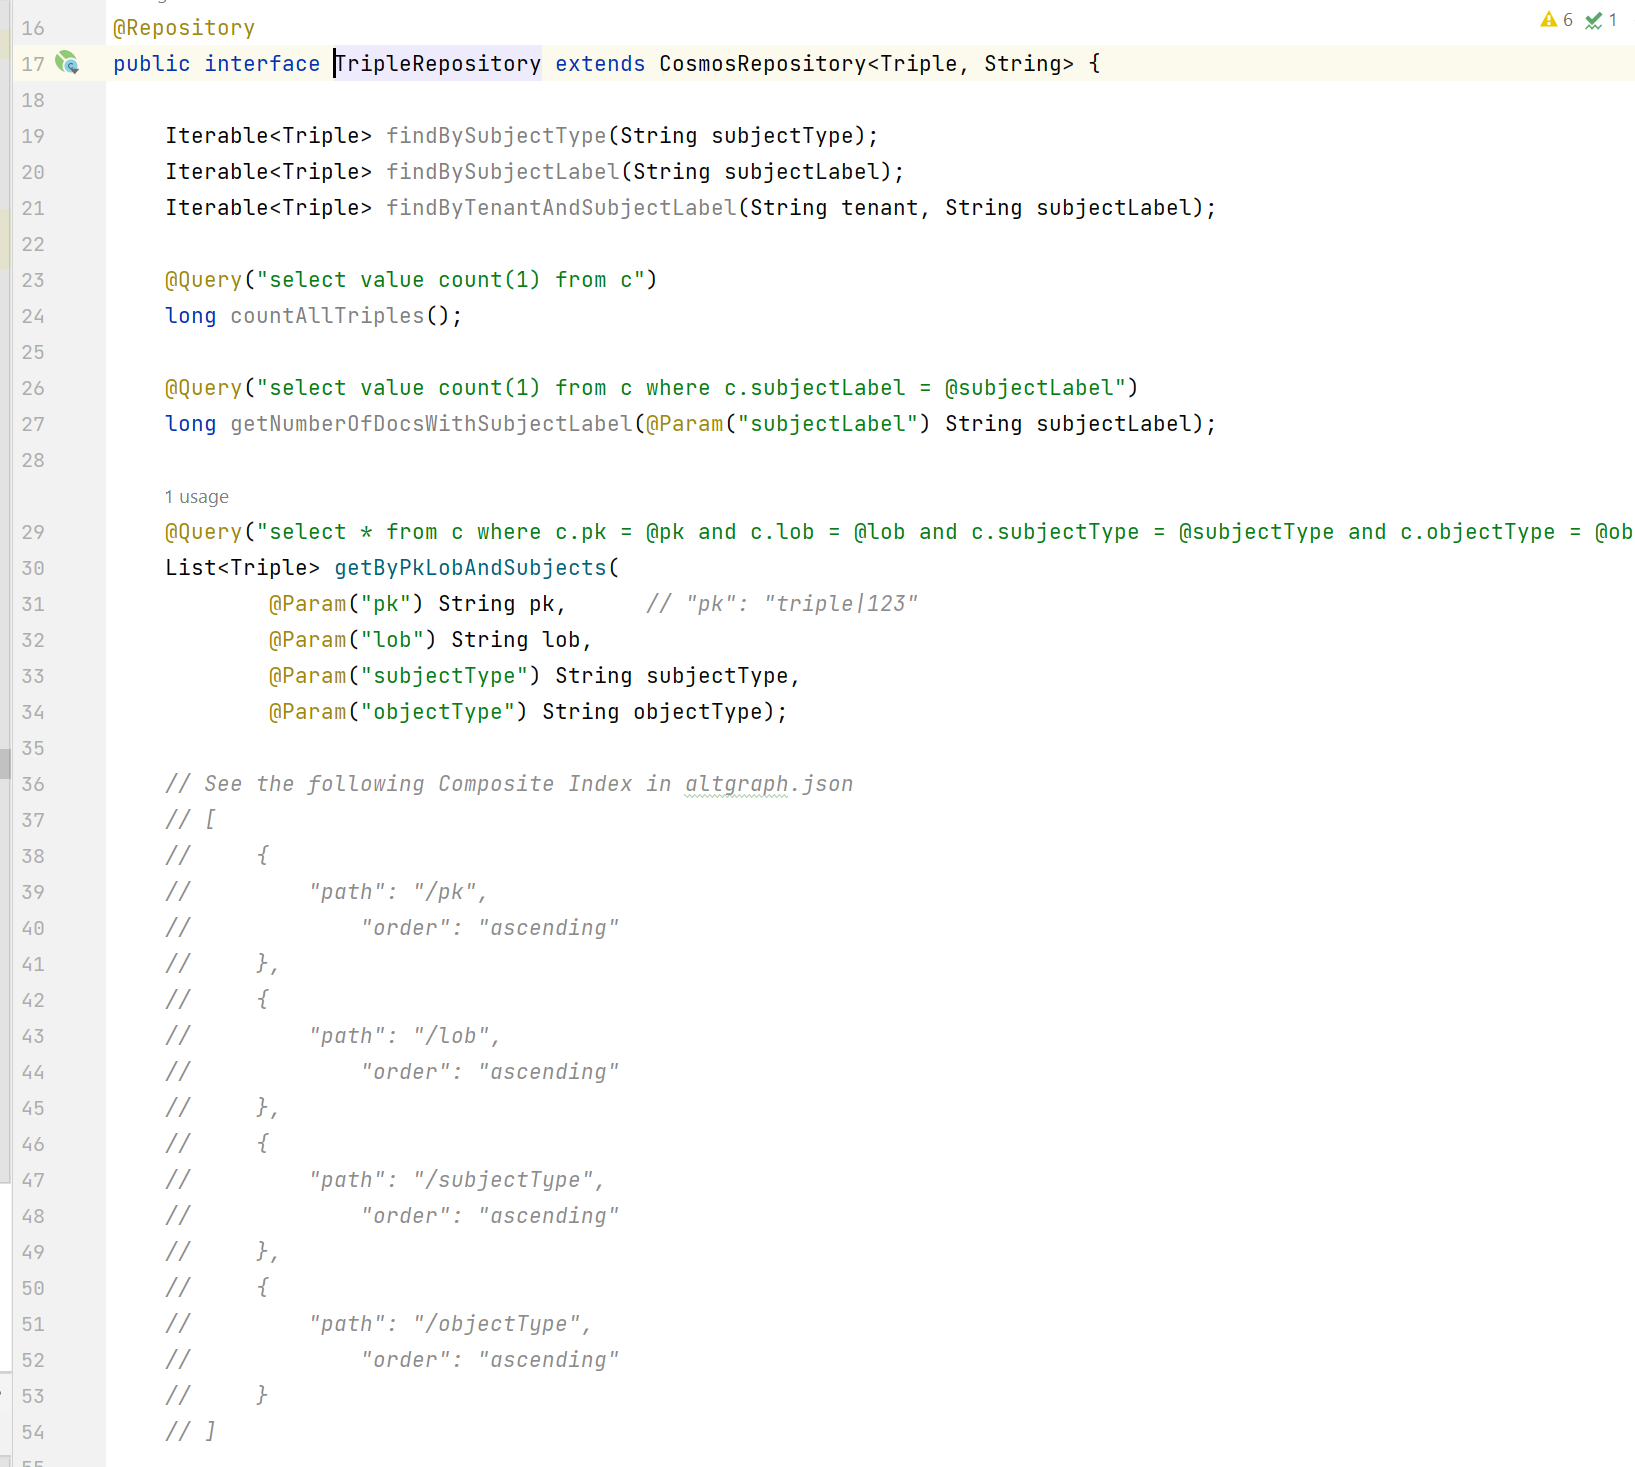 6 1
16 @Repository
17 public interface TripleRepository extends CosmosRepository<Triple, String> {
18
19 Iterable<Triple> findBySubjectType(String subjectType);
20 Iterable<Triple> findBySubjectLabel(String subjectLabel);
21 Iterable<Triple> findByTenantAndSubjectLabel(String tenant, String subjectLabel);
22
23 @Query("select value count(1) from c")
24 long countAllTriples();
25
26 @Query("select value count(1) from c where c.subjectLabel = @subjectLabel")
27 long getNumberOfDocsWithSubjectLabel(@Param("subjectLabel") String subjectLabel);
28
1 usage
29 @Query("select * from c where c.pk = @pk and c.lob = @lob and c.subjectType = @subjectType and c.objectType = @ob
30 List<Triple> getByPkLobAndSubjects(
31 @Param("pk") String pk, // "pk": "triple|123"
32 @Param("lob") String lob,
33 @Param("subjectType") String subjectType,
34 @Param("objectType") String objectType);
35
36 // See the following Composite Index in altgraph.json
37 // [
38 // {
39 // "path": "/pk",
40 // "order": "ascending"
41 // },
42 // {
43 // "path": "/lob",
44 // "order": "ascending"
45 // },
46 // {
47 // "path": "/subjectType",
48 // "order": "ascending"
49 // },
50 // {
51 // "path": "/objectType",
52 // "order": "ascending"
53 // }
54 // ]